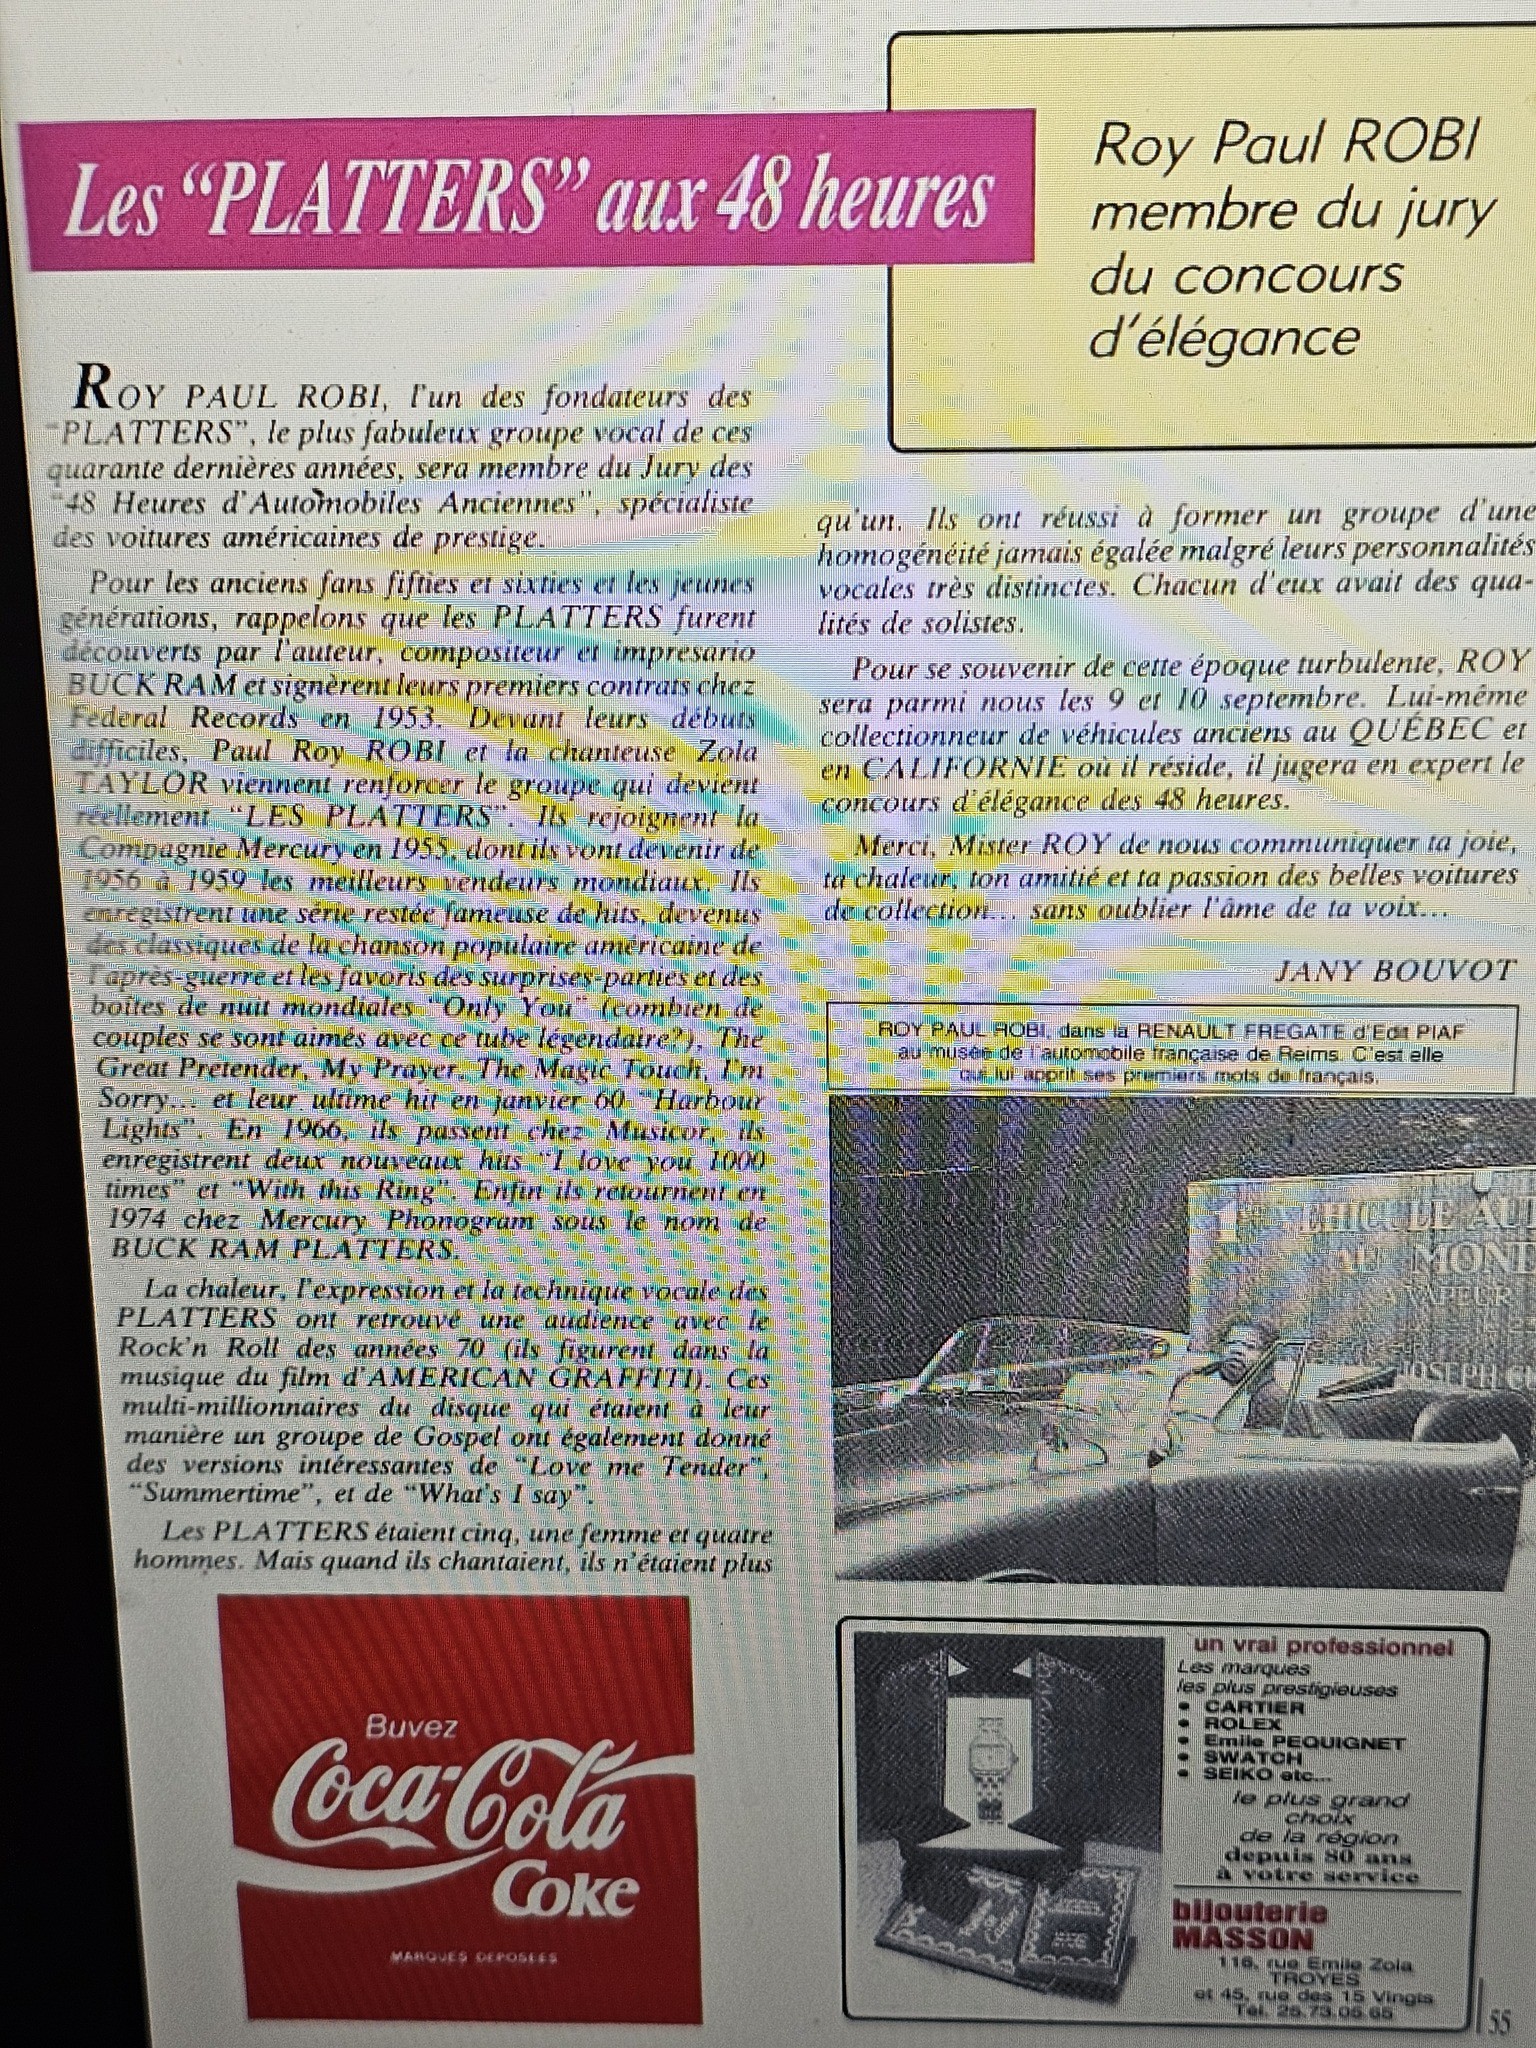 Les “PLATTERS” aux 48 heures
Roy Paul ROBI
membre du jury
du concours
d’élégance
ROY PAUL ROBI, l’un des fondateurs des
“PLATTERS”, le plus fabuleux groupe vocal de ces
quarante dernières années, sera membre du Jury des
“48 Heures d’Automobiles Anciennes”, spécialiste
des voitures américaines de prestige.
Pour les anciens fans fifties et sixties et les jeunes
générations, rappelons que les PLATTERS furent
découverts par l’auteur, compositeur et impresario
BUCK RAM et signèrent leurs premiers contrats chez
Federal Records en 1953. Devant leurs débuts
difficiles, Paul Roy ROBI et la chanteuse Zola
TAYLOR viennent renforcer le groupe qui devient
réellement “LES PLATTERS”. Ils rejoignent la
Compagnie Mercury en 1955, dont ils vont devenir de
1956 à 1959 les meilleurs vendeurs mondiaux. Ils
enregistrent une série restée fameuse de hits, devenus
des classiques de la chanson populaire américaine de
l’après-guerre et les favoris des surprises-parties et des
boîtes de nuit mondiales “Only You” (combien de
couples se sont aimés avec ce tube légendaire?), The
Great Pretender, My Prayer, The Magic Touch, I’m
Sorry... et leur ultime hit en janvier 60 “Harbour
Lights”. En 1966, ils passent chez Musicor, ils
enregistrent deux nouveaux hits “I love you 1000
times” et “With this Ring”. Enfin ils retournent en
1974 chez Mercury Phonogram sous le nom de
BUCK RAM PLATTERS.
La chaleur, l’expression et la technique vocale des
PLATTERS ont retrouvé une audience avec le
Rock’n Roll des années 70 (ils figurent dans la
musique du film d’AMERICAN GRAFFITI). Ces
multi-millionnaires du disque qui étaient à leur
manière un groupe de Gospel ont également donné
des versions intéressantes de “Love me Tender”,
“Summertime”, et de “What’s I say”.
Les PLATTERS étaient cinq, une femme et quatre
hommes. Mais quand ils chantaient, ils n’étaient plus
qu’un. Ils ont réussi à former un groupe d’une
homogénéité jamais égalée malgré leurs personnalités
vocales très distinctes. Chacun d’eux avait des qua-
lités de solistes.
Pour se souvenir de cette époque turbulente, ROY
sera parmi nous les 9 et 10 septembre. Lui-même
collectionneur de véhicules anciens au QUÉBEC et
en CALIFORNIE où il réside, il jugera en expert le
concours d’élégance des 48 heures.
Merci, Mister ROY de nous communiquer ta joie,
ta chaleur, ton amitié et ta passion des belles voitures
de collection... sans oublier l’âme de ta voix...
JANY BOUVOT
ROY PAUL ROBI, dans la RENAULT FREGATE d’Edit PIAF
au musée de l’automobile française de Reims. C’est elle
qui lui apprit ses premiers mots de français.
1er VÉHICULE AU
AU MOND
A VAPEUR
JOSEPH C
Buvez
Coca-Cola
Coke
MARQUES DEPOSEES
un vrai professionnel
Les marques
les plus prestigieuses
• CARTIER
• ROLEX
• Emile PEQUIGNET
• SWATCH
• SEIKO etc...
le plus grand
choix
de la région
depuis 80 ans
à votre service
bijouterie
MASSON
116, rue Emile Zola
TROYES
et 45, rue des 15 Vingts
Tél. 25.73.05.65
55